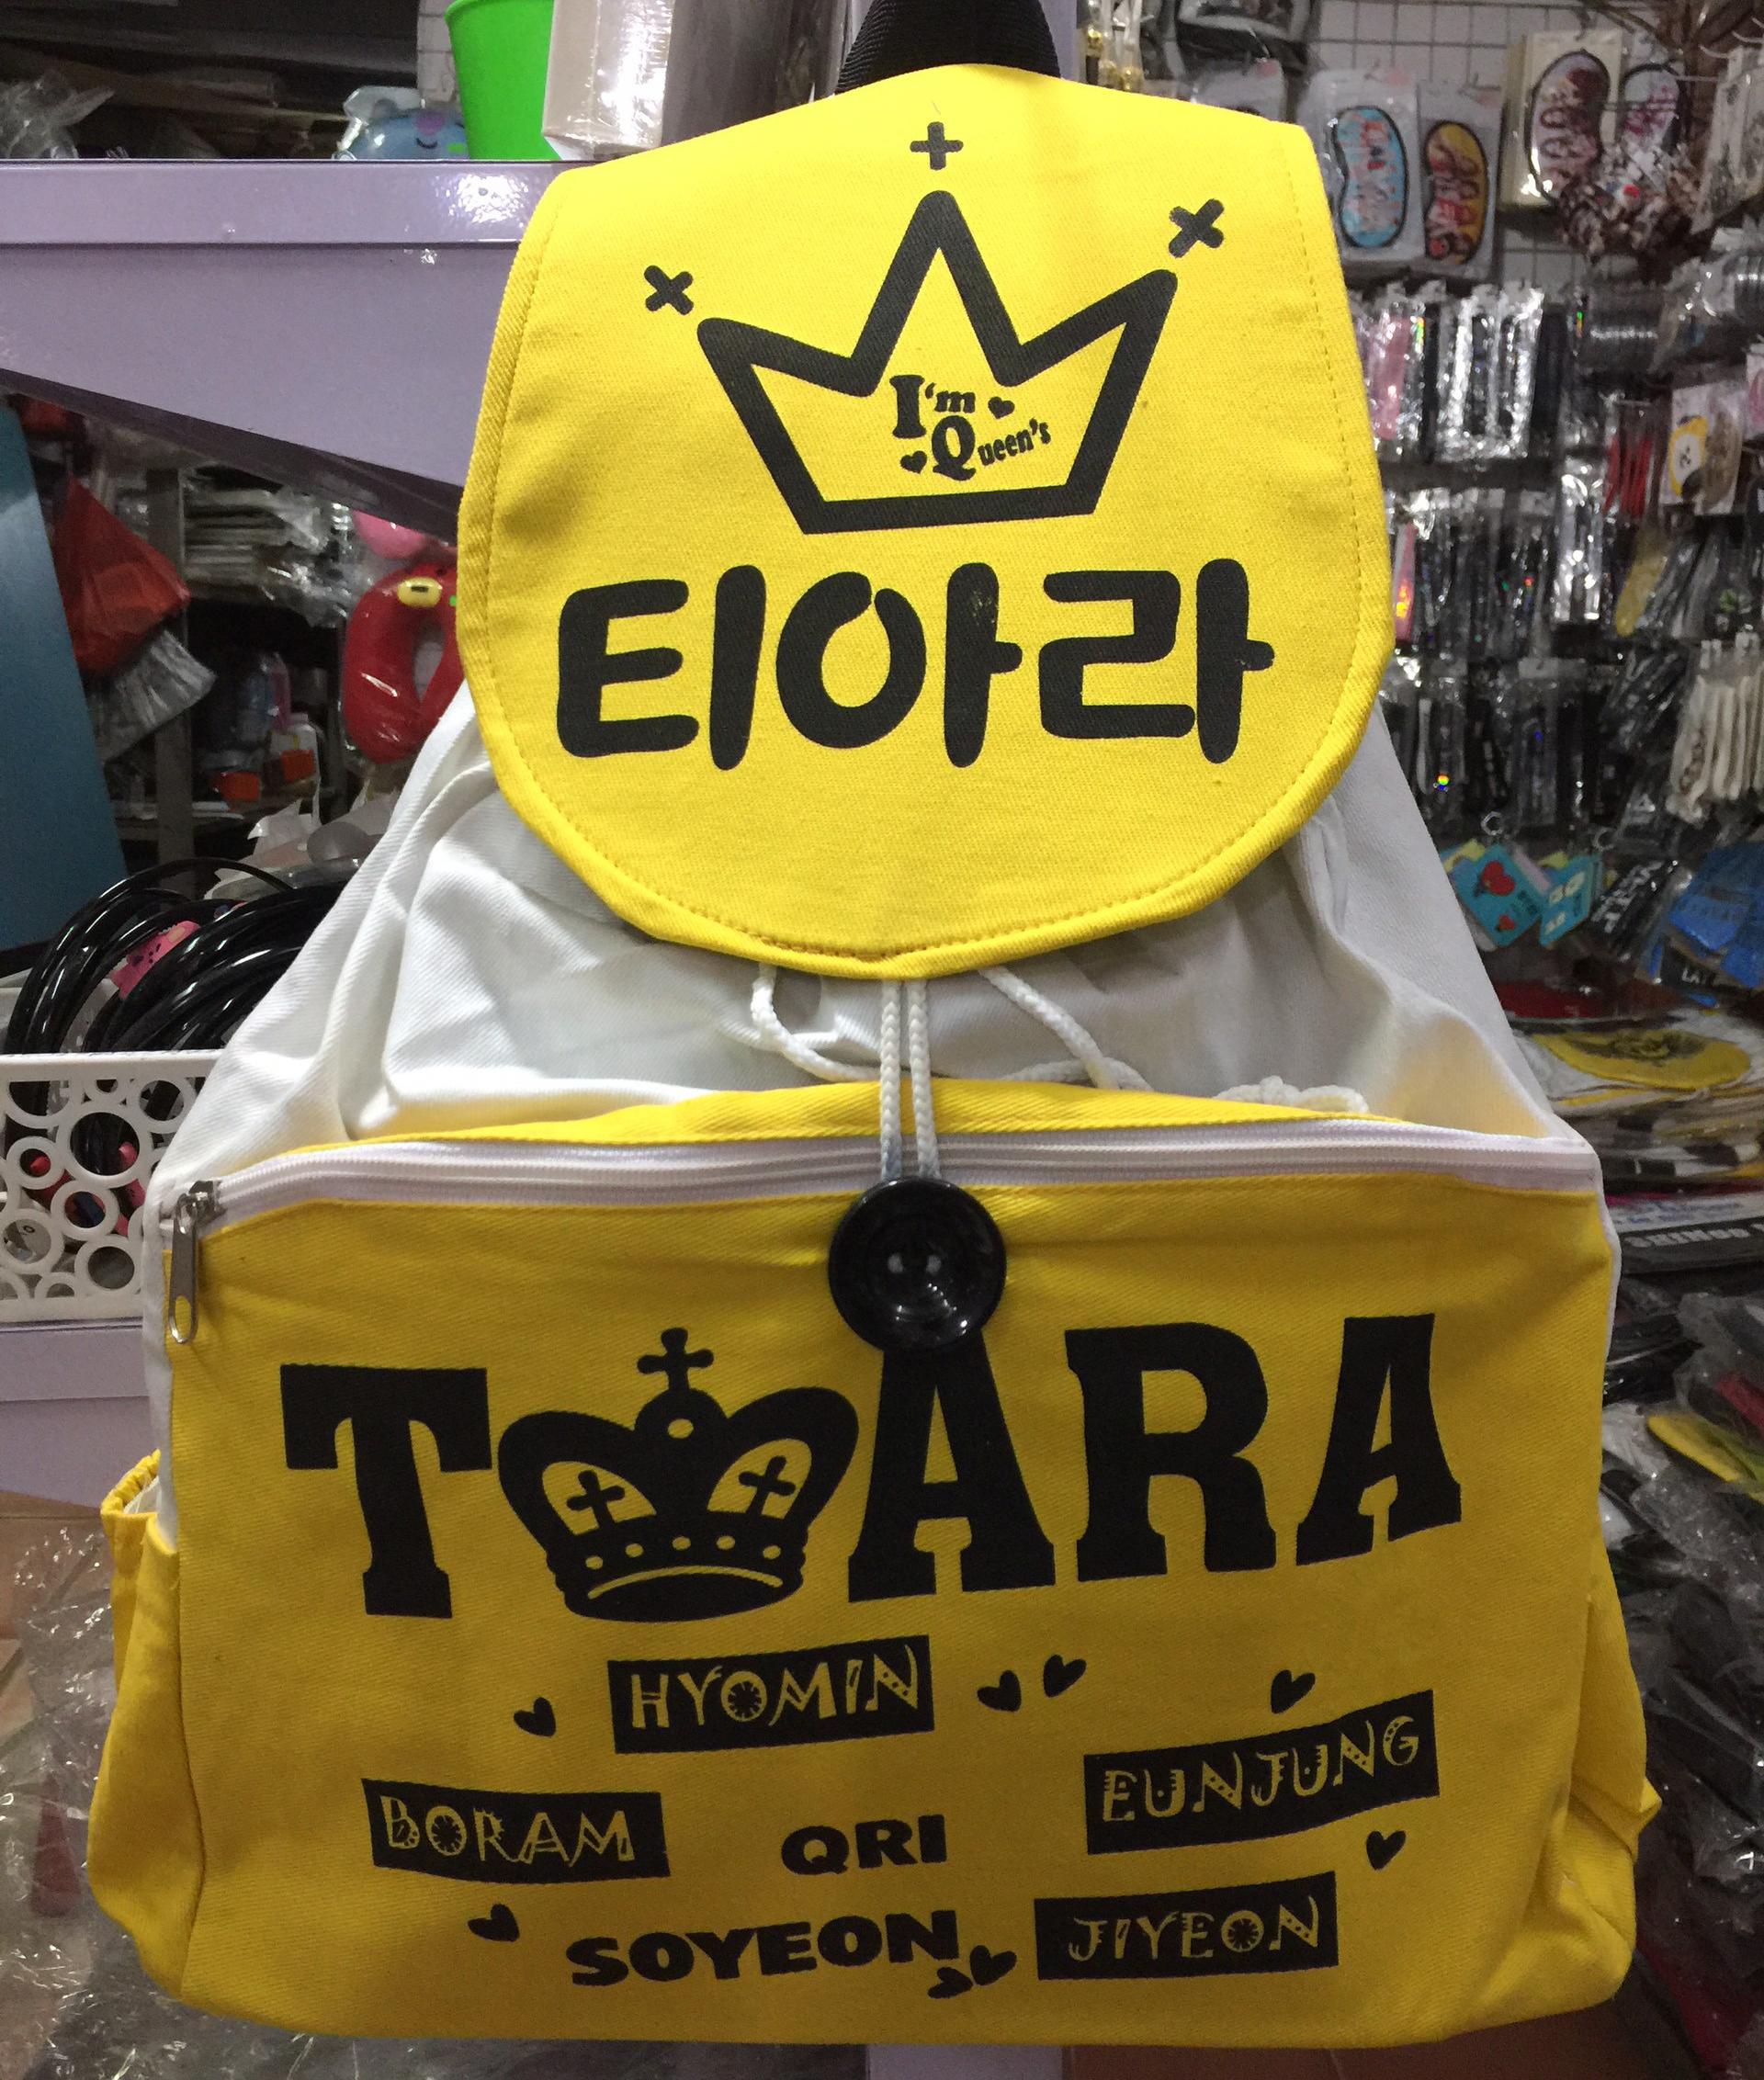 I'm
Queen's
티아라
T ARA
HYOMIN
EUNJUNG
BORAM
QRI
SOYEON
JIYEON